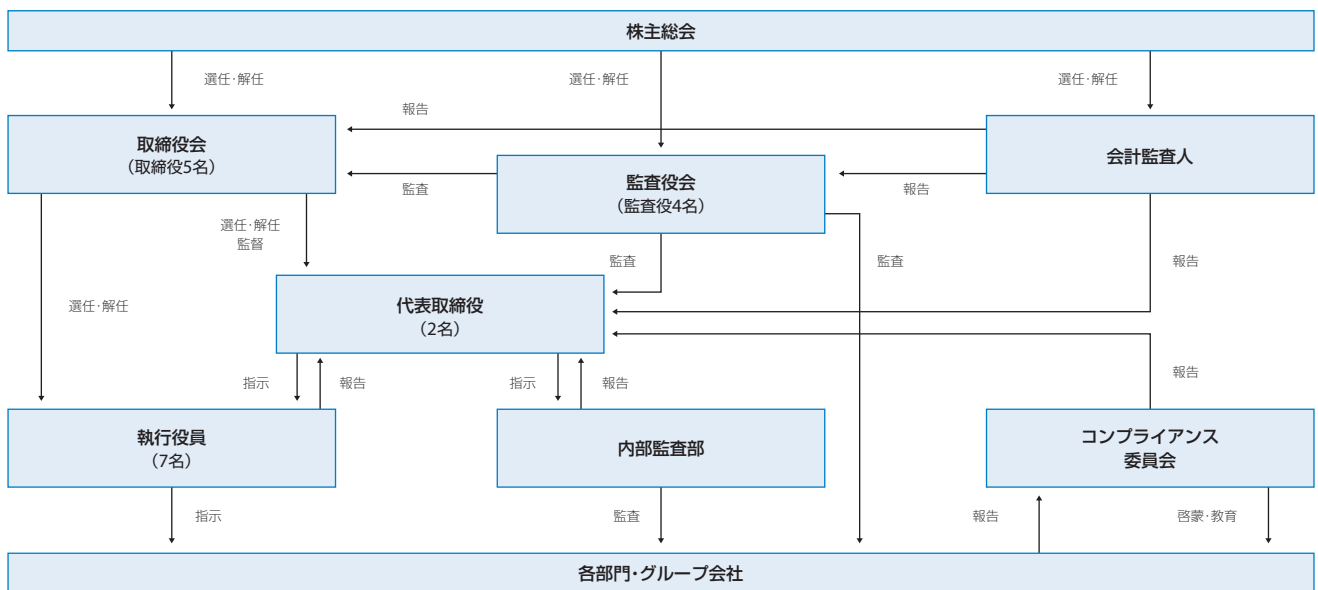 株主総会
選任・解任
選任・解任
選任・解任
報告
取締役会
（取締役5名）
会計監査人
監査役会
（監査役4名）
監査
報告
選任・解任
監督
監査
監査
報告
代表取締役
（2名）
選任・解任
指示
報告
指示
報告
報告
執行役員
（7名）
内部監査部
コンプライアンス
委員会
指示
監査
報告
啓蒙・教育
各部門・グループ会社